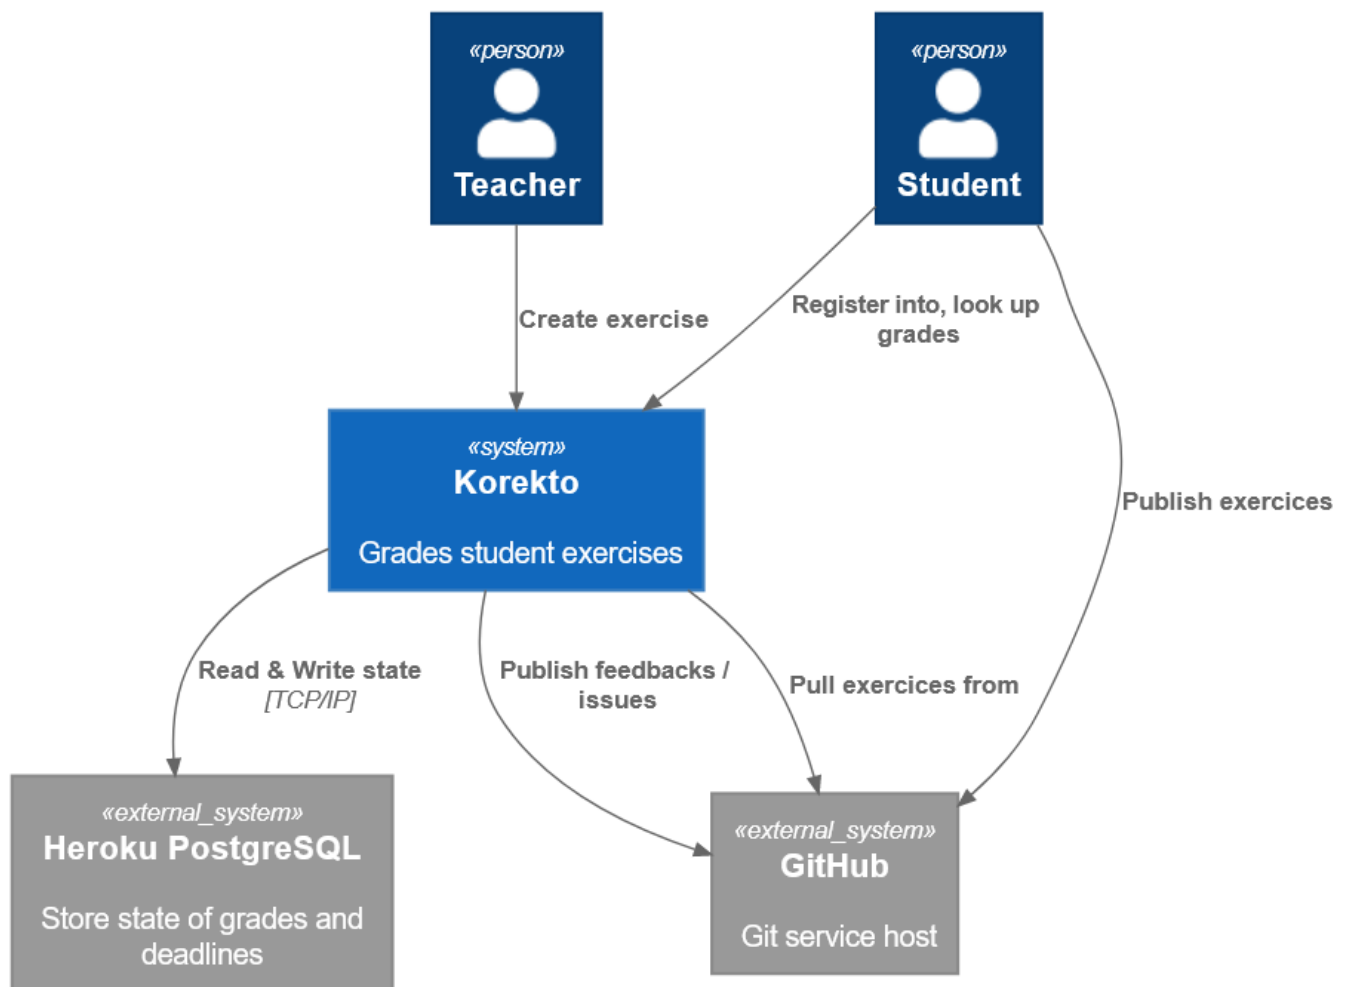 «person»
Teacher
«person»
Student
Create exercise
Register into, look up
grades
«system»
Korekto
Grades student exercises
Publish exercices
Read & Write state
[TCP/IP]
Publish feedbacks /
issues
Pull exercices from
«external_system»
Heroku PostgreSQL
Store state of grades and
deadlines
«external_system»
GitHub
Git service host